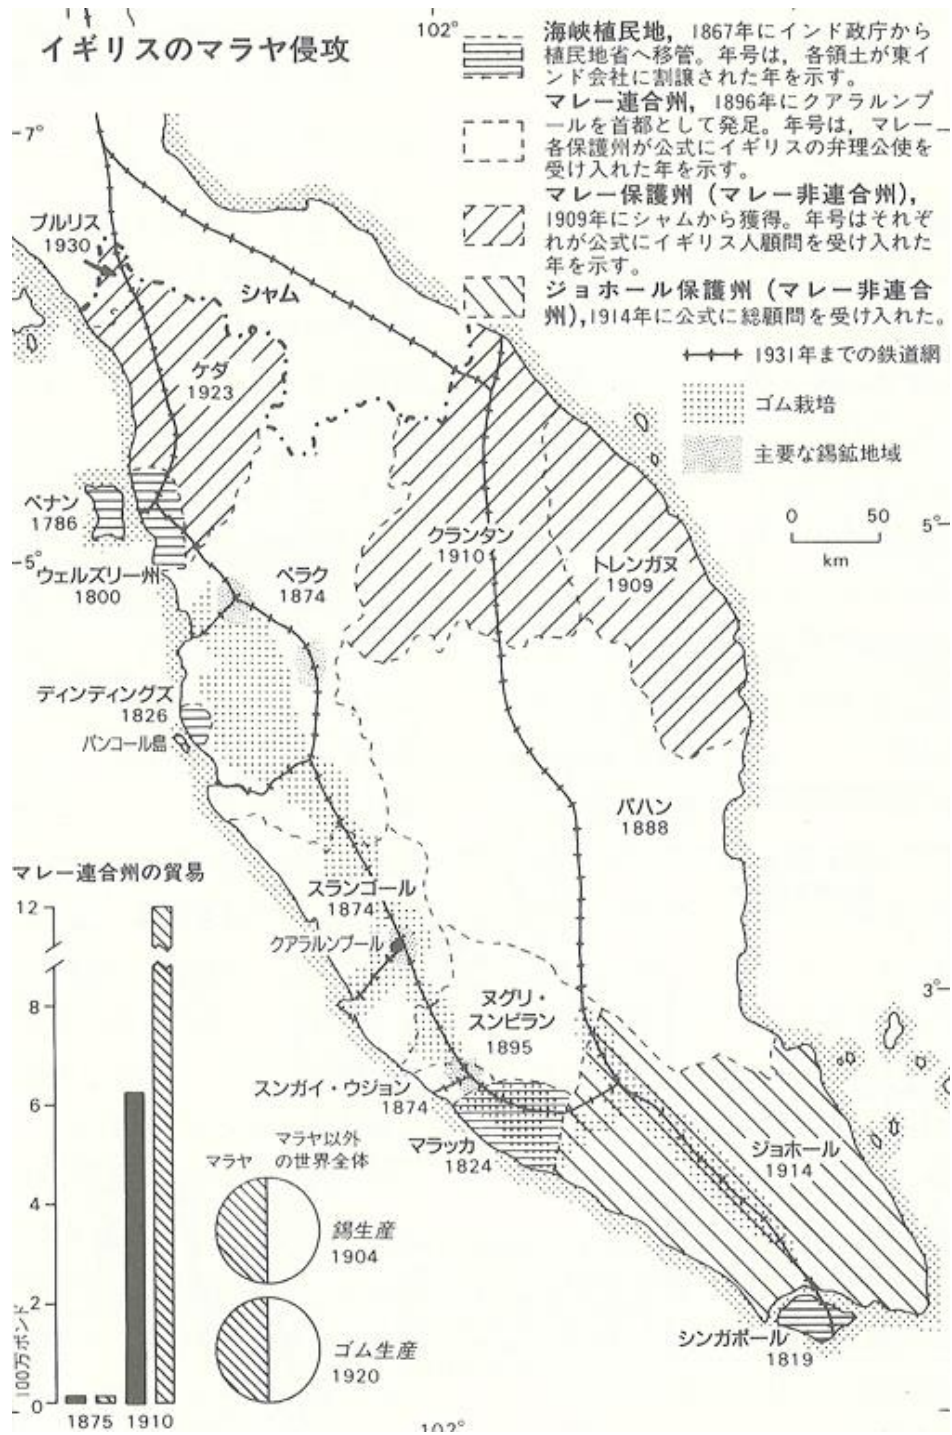 イギリスのマラヤ侵攻
102°
海峡植民地，1867年にインド政庁から
植民地省へ移管。年号は，各領土が東イ
ンド会社に割譲された年を示す。
マレー連合州，1896年にクアラルンプ
ールを首都として発足。年号は，マレー
各保護州が公式にイギリスの弁理公使を
受け入れた年を示す。
マレー保護州（マレー非連合州），
1909年にシャムから獲得。年号はそれぞ
れが公式にイギリス人顧問を受け入れた
年を示す。
ジョホール保護州（マレー非連合
州），1914年に公式に総顧問を受け入れた。
1931年までの鉄道網
ゴム栽培
主要な錫鉱地域
0 50
km
7°
プルリス
1930
シャム
ケダ
1923
ペナン
1786
5°
5°
ウェルズリー州
1800
ペラク
1874
クランタン
1910
トレンガヌ
1909
ディンディングズ
1826
パンコール島
パハン
1888
スランゴール
1874
クアラルンプール
3°
ヌグリ・
スンビラン
1895
スンガイ・ウジョン
1874
マラッカ
1824
ジョホール
1914
シンガポール
1819
マレー連合州の貿易
12
8
6
4
2
0
100万ポンド
1875 1910
マラヤ
マラヤ以外
の世界全体
錫生産
1904
ゴム生産
1920
102°